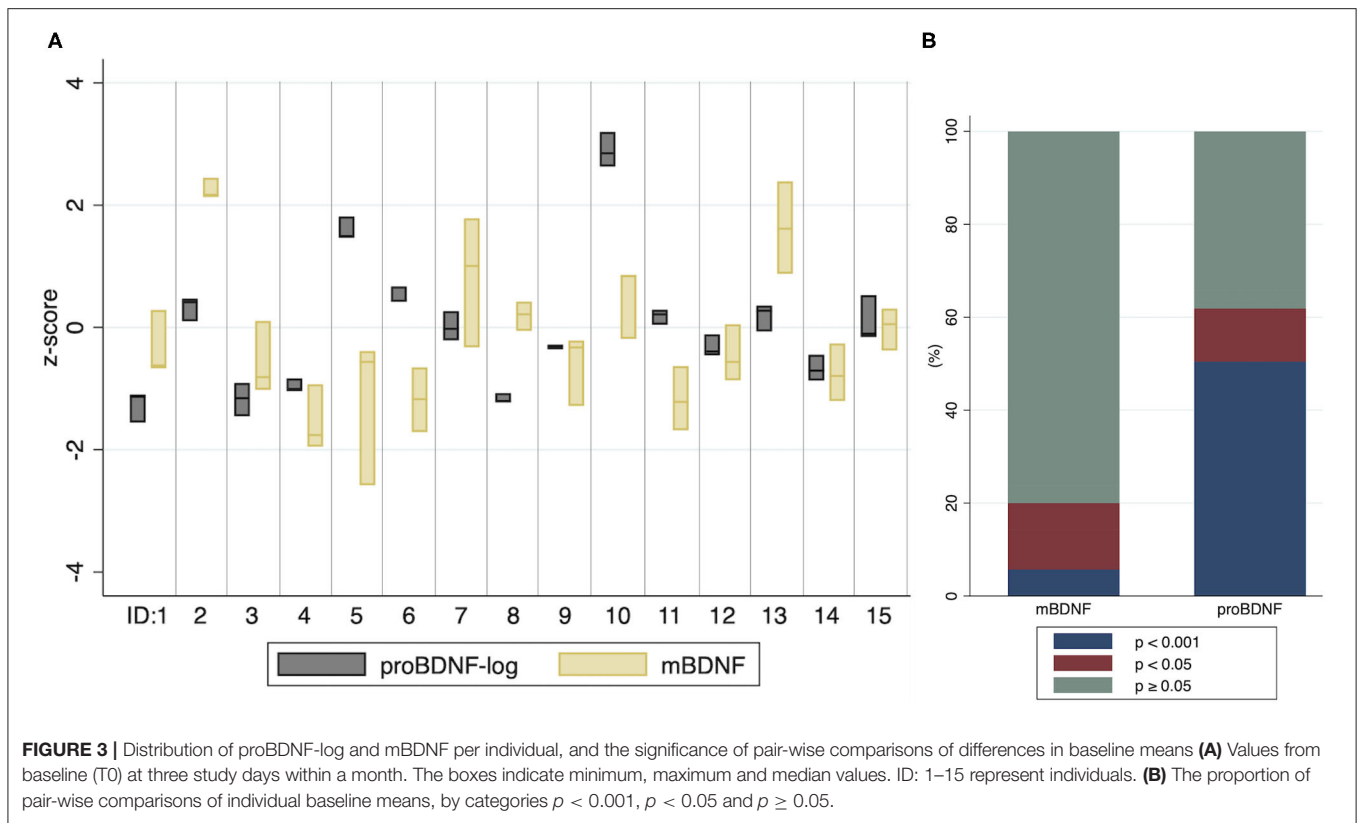 A
z-score
4
2
0
-2
-4
ID:1 2 3 4 5 6 7 8 9 10 11 12 13 14 15
proBDNF-log mBDNF
B
(%)
100
80
60
40
20
0
mBDNF proBDNF
p < 0.001
p < 0.05
p ≥ 0.05
FIGURE 3 | Distribution of proBDNF-log and mBDNF per individual, and the significance of pair-wise comparisons of differences in baseline means (A) Values from
baseline (T0) at three study days within a month. The boxes indicate minimum, maximum and median values. ID: 1–15 represent individuals. (B) The proportion of
pair-wise comparisons of individual baseline means, by categories p < 0.001, p < 0.05 and p ≥ 0.05.